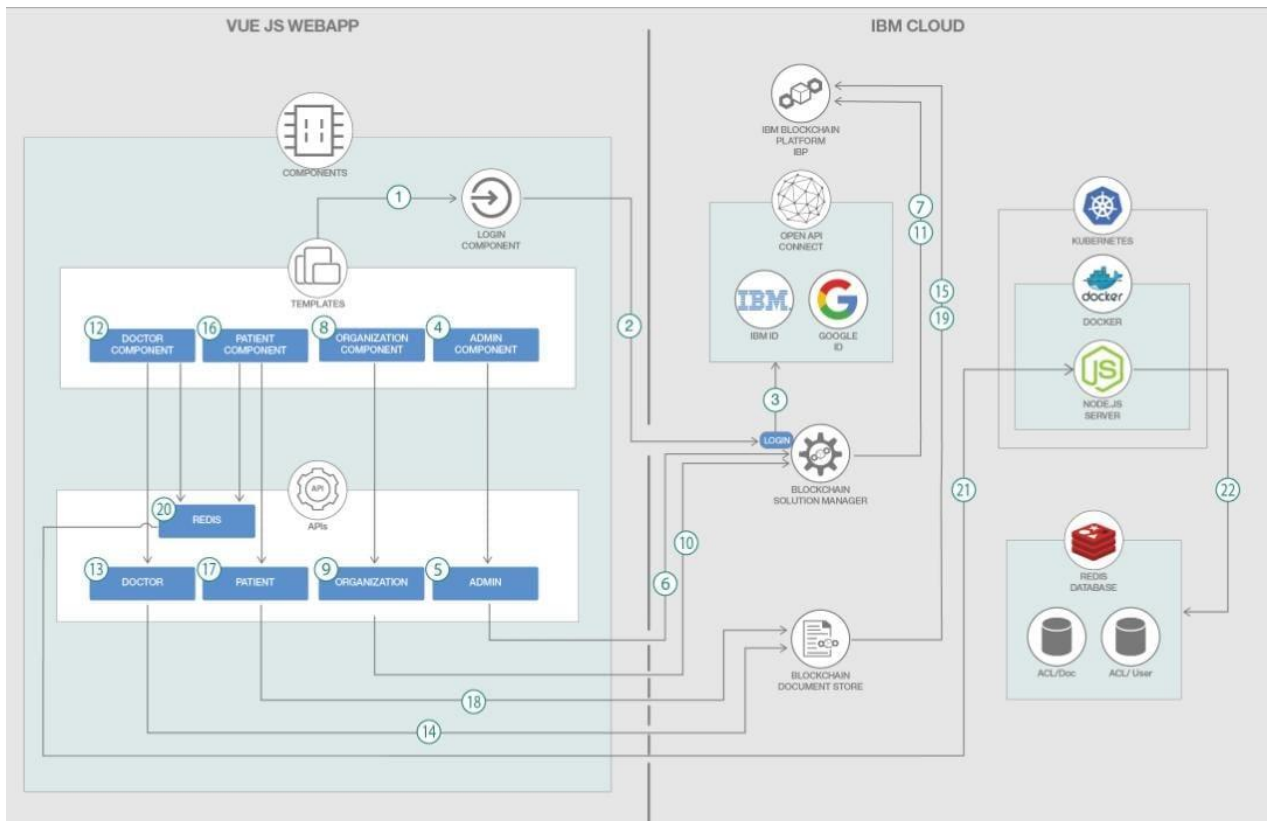 VUE JS WEBAPP
IBM CLOUD
COMPONENTS
1
LOGIN
COMPONENT
TEMPLATES
12
DOCTOR
COMPONENT
16
PATIENT
COMPONENT
8
ORGANIZATION
COMPONENT
4
ADMIN
COMPONENT
API
APIs
20
REDIS
13
DOCTOR
17
PATIENT
9
ORGANIZATION
5
ADMIN
2
6
10
18
14
IBM BLOCKCHAIN
PLATFORM
IBP
OPEN API
CONNECT
IBM
IBM ID
G
GOOGLE
ID
3
LOGIN
BLOCKCHAIN
SOLUTION MANAGER
7
11
15
19
BLOCKCHAIN
DOCUMENT STORE
KUBERNETES
docker
DOCKER
JS
NODE.JS
SERVER
21
22
REDIS
DATABASE
ACL/Doc
ACL/ User